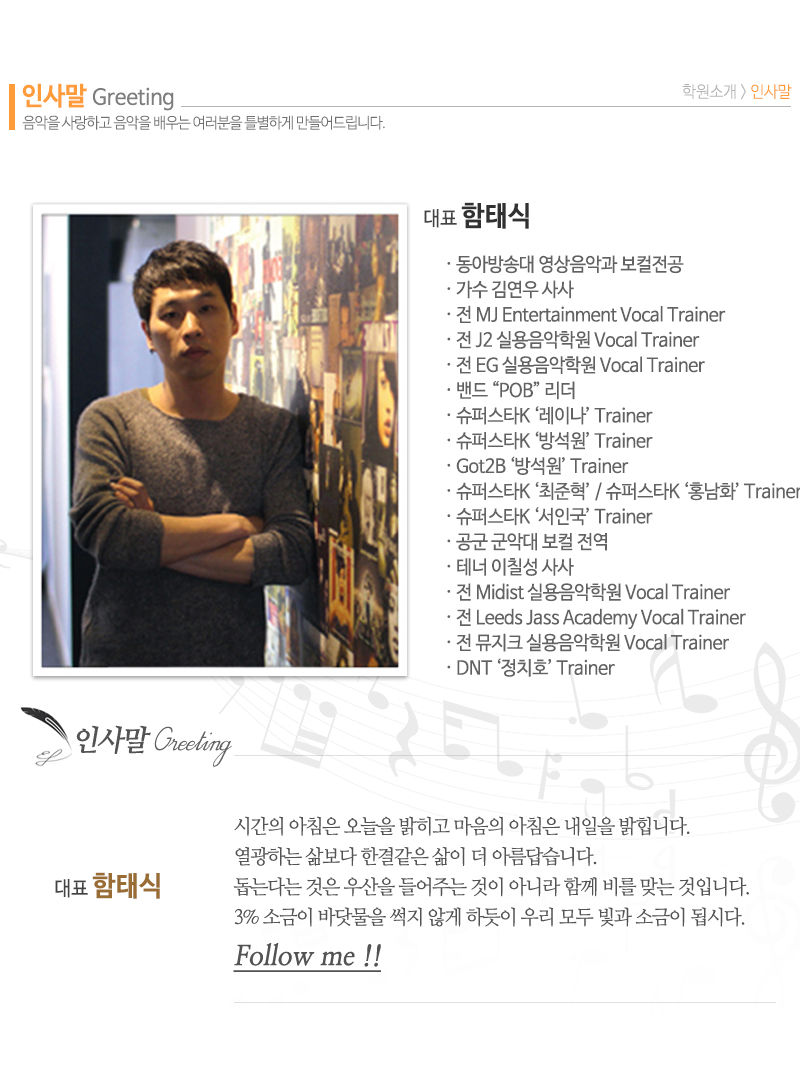 인사말 Greeting
학원소개 > 인사말
음악을 사랑하고 음악을 배우는 여러분을 틀별하게 만들어드립니다.
대표 함태식
· 동아방송대 영상음악과 보컬전공
· 가수 김연우 사사
· 전 MJ Entertainment Vocal Trainer
· 전 J2 실용음악학원 Vocal Trainer
· 전 EG 실용음악학원 Vocal Trainer
· 밴드 “POB” 리더
· 슈퍼스타K ‘레이나’ Trainer
· 슈퍼스타K ‘방석원’ Trainer
· Got2B ‘방석원’ Trainer
· 슈퍼스타K ‘최준혁’ / 슈퍼스타K ‘홍남화’ Trainer
· 슈퍼스타K ‘서인국’ Trainer
· 공군 군악대 보컬 전역
· 테너 이칠성 사사
· 전 Midist 실용음악학원 Vocal Trainer
· 전 Leeds Jass Academy Vocal Trainer
· 전 뮤지크 실용음악학원 Vocal Trainer
· DNT ‘정치호’ Trainer
인사말 Greeting
시간의 아침은 오늘을 밝히고 마음의 아침은 내일을 밝힙니다.
열광하는 삶보다 한결같은 삶이 더 아름답습니다.
대표 함태식
돕는다는 것은 우산을 들어주는 것이 아니라 함께 비를 맞는 것입니다.
3% 소금이 바닷물을 썩지 않게 하듯이 우리 모두 빛과 소금이 됩시다.
Follow me !!